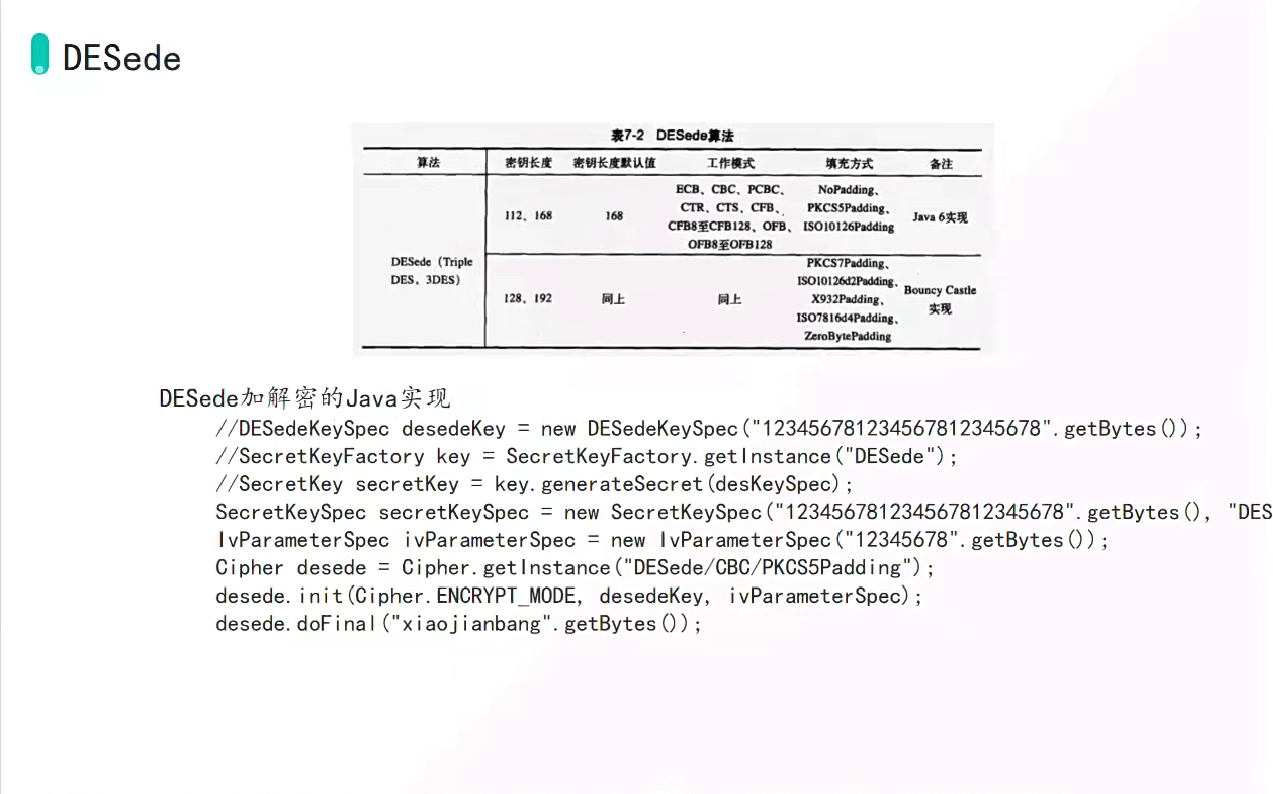 DESede
表7-2 DESede算法
算法 密钥长度 密钥长度默认值 工作模式 填充方式 备注
DESede（Triple
DES，3DES）
112、168 168
ECB、CBC、PCBC、
CTR、CTS、CFB、
CFB8至CFB128、OFB、
OFB8至OFB128
NoPadding、
PKCS5Padding、
ISO10126Padding
Java 6实现
128、192 同上 同上
PKCS7Padding、
ISO10126d2Padding、
X932Padding、
ISO7816d4Padding、
ZeroBytePadding
Bouncy Castle
实现
DESede加解密的Java实现
//DESedeKeySpec desedeKey = new DESedeKeySpec("123456781234567812345678".getBytes());
//SecretKeyFactory key = SecretKeyFactory.getInstance("DESede");
//SecretKey secretKey = key.generateSecret(desKeySpec);
SecretKeySpec secretKeySpec = new SecretKeySpec("123456781234567812345678".getBytes(), "DES
IvParameterSpec ivParameterSpec = new IvParameterSpec("12345678".getBytes());
Cipher desede = Cipher.getInstance("DESede/CBC/PKCS5Padding");
desede.init(Cipher.ENCRYPT_MODE, desedeKey, ivParameterSpec);
desede.doFinal("xiaojianbang".getBytes());